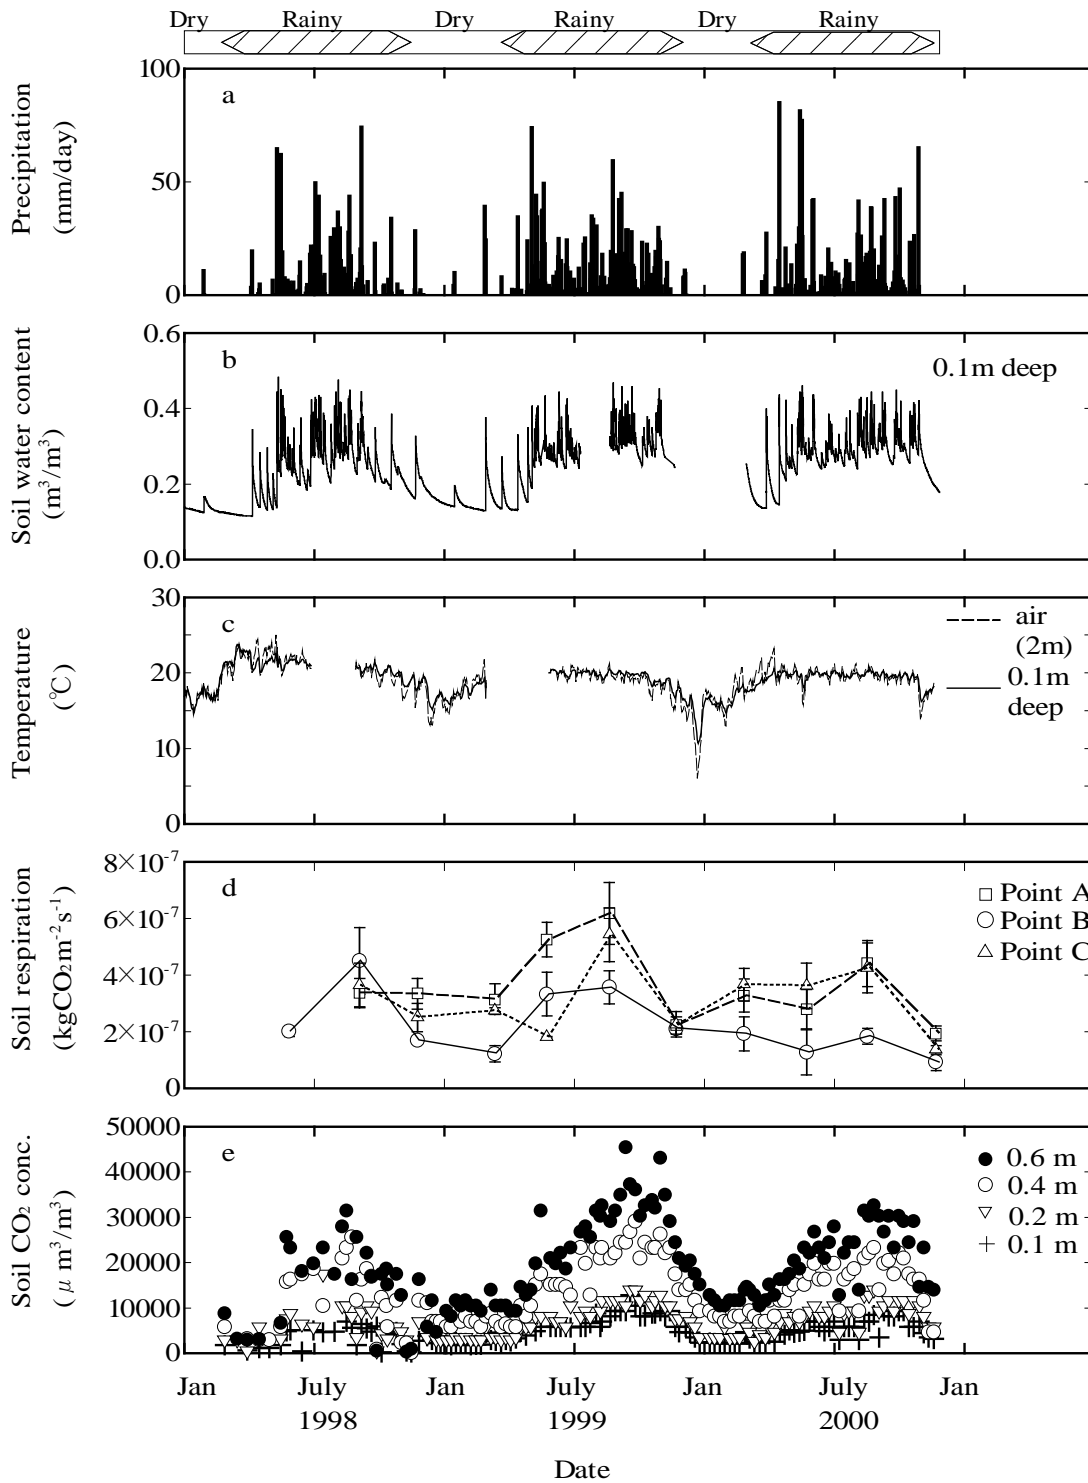 Dry Rainy Dry Rainy Dry Rainy
100
50
0
Precipitation
(mm/day)
a
0.6
0.4
0.2
0.0
Soil water content
(m³/m³)
b
0.1m deep
30
20
10
0
Temperature
(℃)
c
air
(2m)
0.1m
deep
8×10⁻⁷
6×10⁻⁷
4×10⁻⁷
2×10⁻⁷
0
Soil respiration
(kgCO₂m⁻²s⁻¹)
d
Point A
Point B
Point C
50000
40000
30000
20000
10000
0
Soil CO₂ conc.
(μ m³/m³)
e
0.6 m
0.4 m
0.2 m
0.1 m
Jan July Jan July Jan July Jan
1998 1999 2000
Date